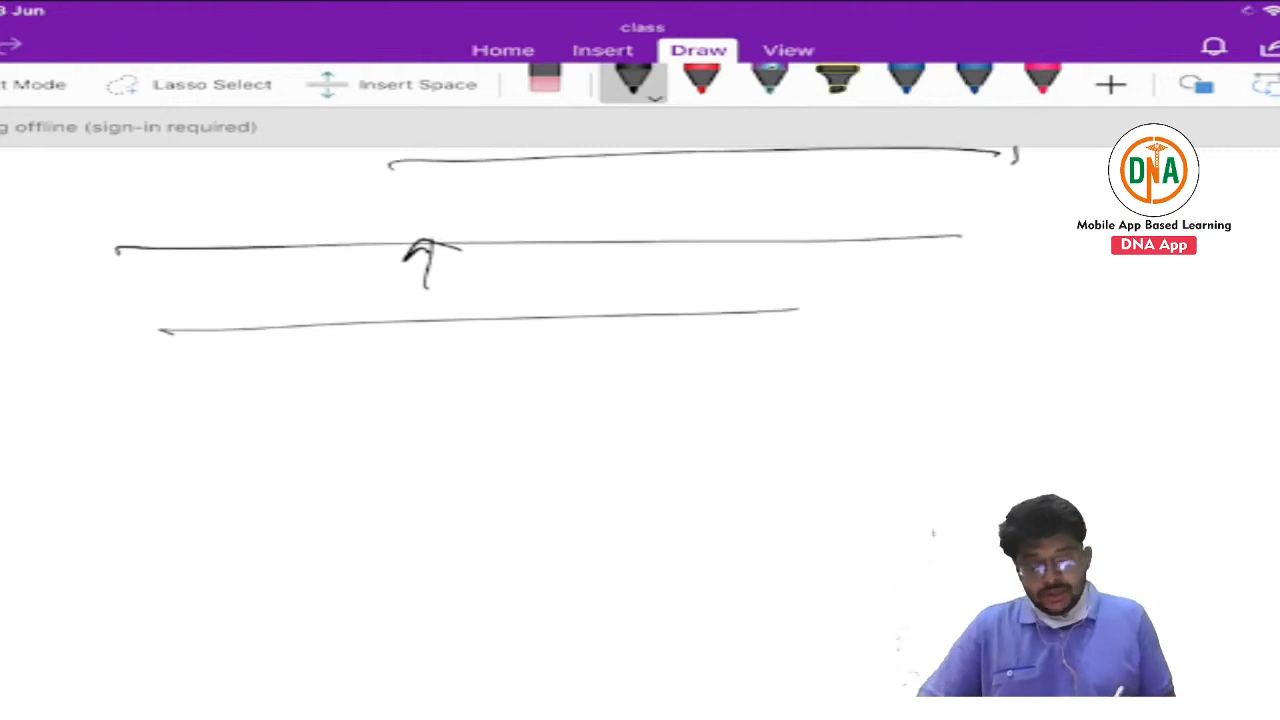 3 Jun
class
Home Insert Draw View
t Mode Lasso Select Insert Space
g offline (sign-in required)
DNA
Mobile App Based Learning
DNA App